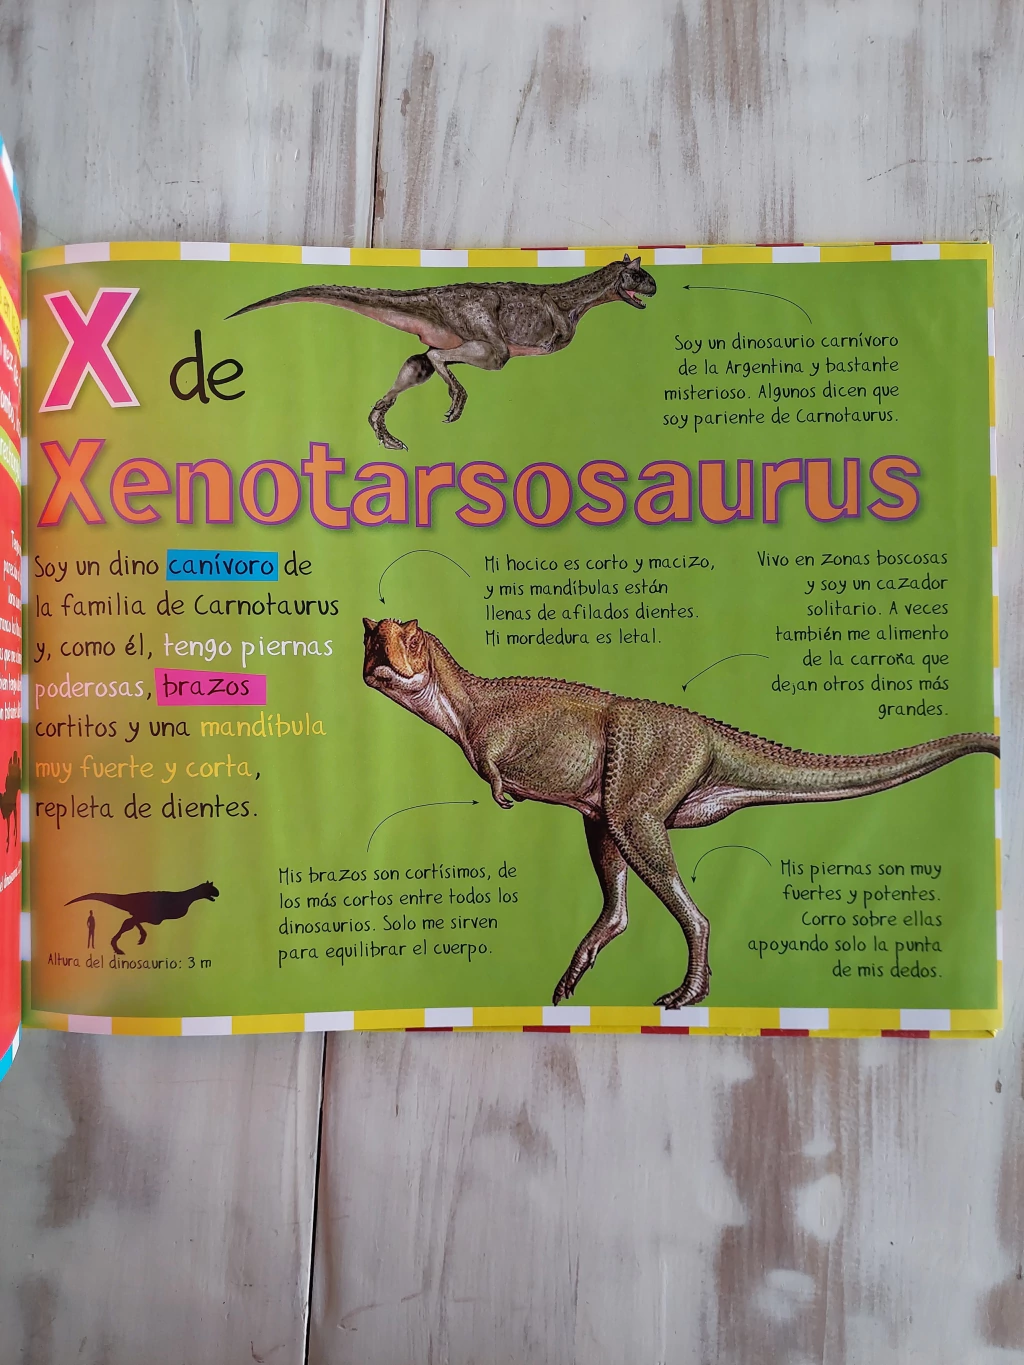 X de
Xenotarsosaurus
Soy un dinosaurio carnívoro
de la Argentina y bastante
misterioso. Algunos dicen que
soy pariente de Carnotaurus.
Soy un dino canívoro de
la familia de Carnotaurus
y, como él, tengo piernas
poderosas, brazos
cortitos y una mandíbula
muy fuerte y corta,
repleta de dientes.
Mi hocico es corto y macizo,
y mis mandíbulas están
llenas de afilados dientes.
Mi mordedura es letal.
Vivo en zonas boscosas
y soy un cazador
solitario. A veces
también me alimento
de la carroña que
dejan otros dinos más
grandes.
Mis brazos son cortísimos, de
los más cortos entre todos los
dinosaurios. Solo me sirven
para equilibrar el cuerpo.
Mis piernas son muy
fuertes y potentes.
Corro sobre ellas
apoyando solo la punta
de mis dedos.
Altura del dinosaurio: 3 m